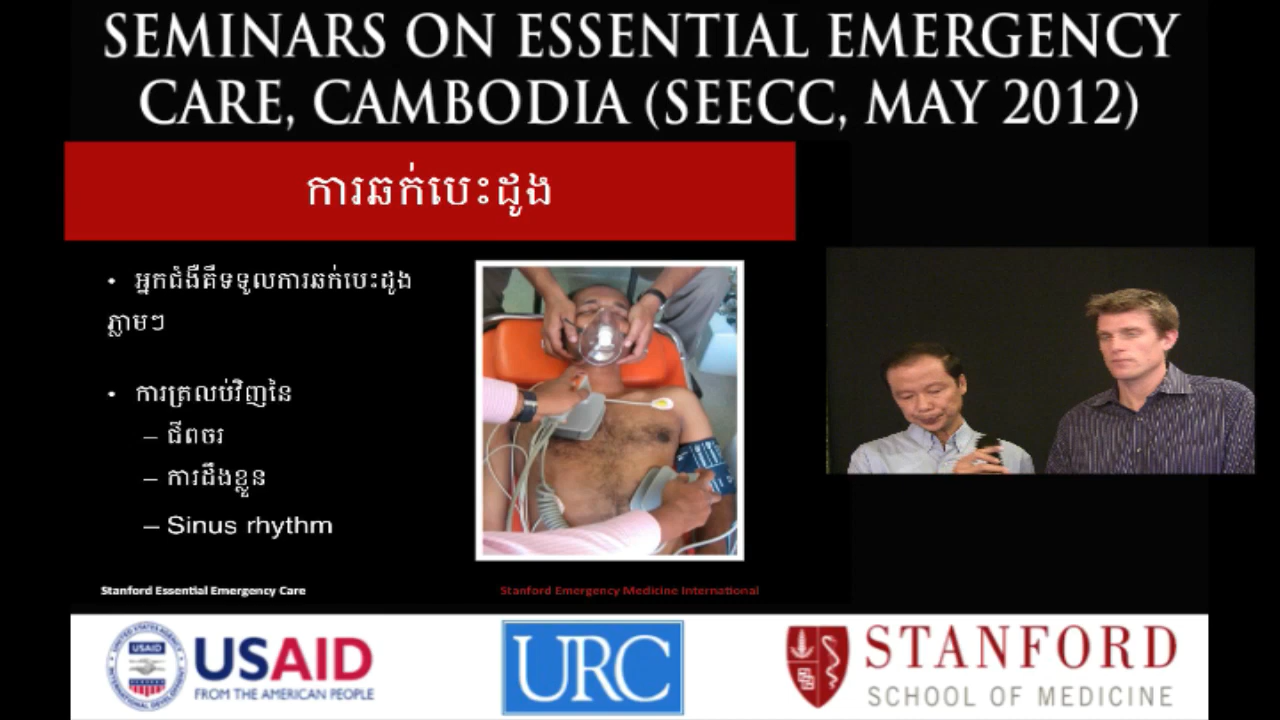 SEMINARS ON ESSENTIAL EMERGENCY
CARE, CAMBODIA (SEECC, MAY 2012)
ការឆក់បេះដូង
• អ្នកជំងឺគឺទទួលការឆក់បេះដូង
ភ្លាមៗ
• ការត្រលប់វិញនៃ
– ជីពចរ
– ការដឹងខ្លួន
– Sinus rhythm
Stanford Essential Emergency Care
Stanford Emergency Medicine International
USAID
USAID
FROM THE AMERICAN PEOPLE
URC
STANFORD
SCHOOL OF MEDICINE